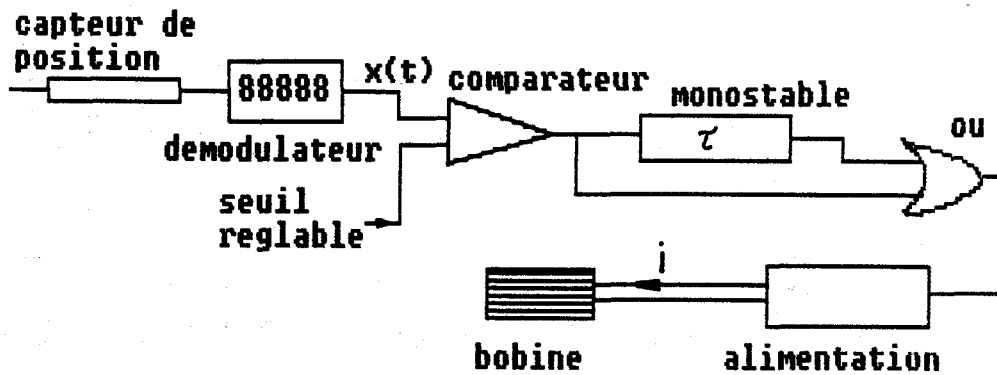 capteur de
position
88888
x(t)
comparateur
monostable
τ
ou
demodulateur
seuil
reglable
i
bobine
alimentation